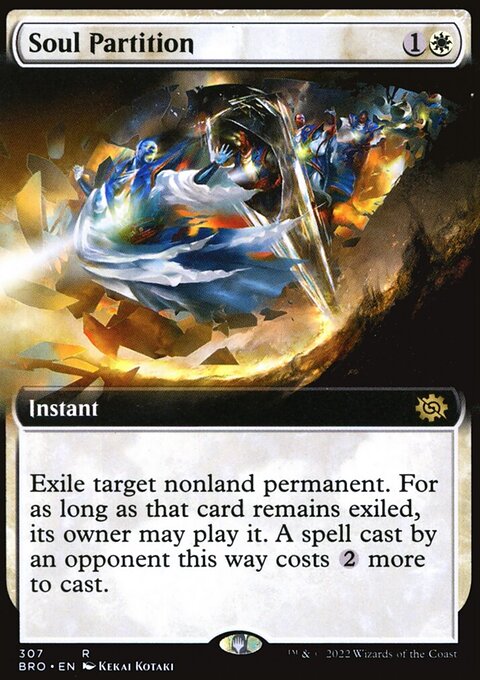 Soul Partition 1
Instant
Exile target nonland permanent. For
as long as that card remains exiled,
its owner may play it. A spell cast by
an opponent this way costs 2 more
to cast.
307 R
BRO • EN KEKAI KOTAKI
™ & © 2022 Wizards of the Coast